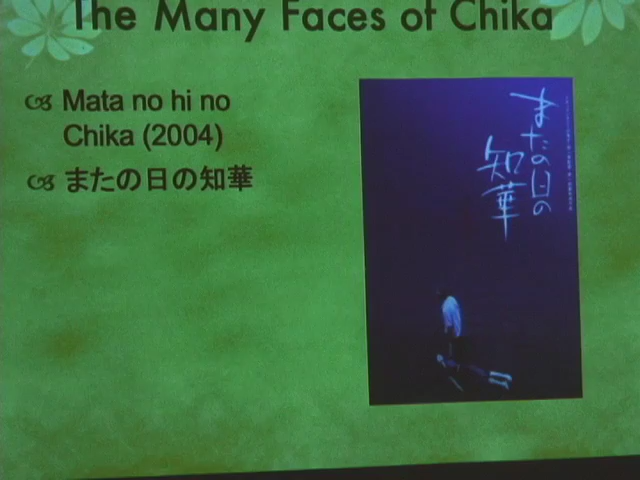 The Many Faces of Chika
Mata no hi no
Chika (2004)
またの日の知華
またの日の
知華